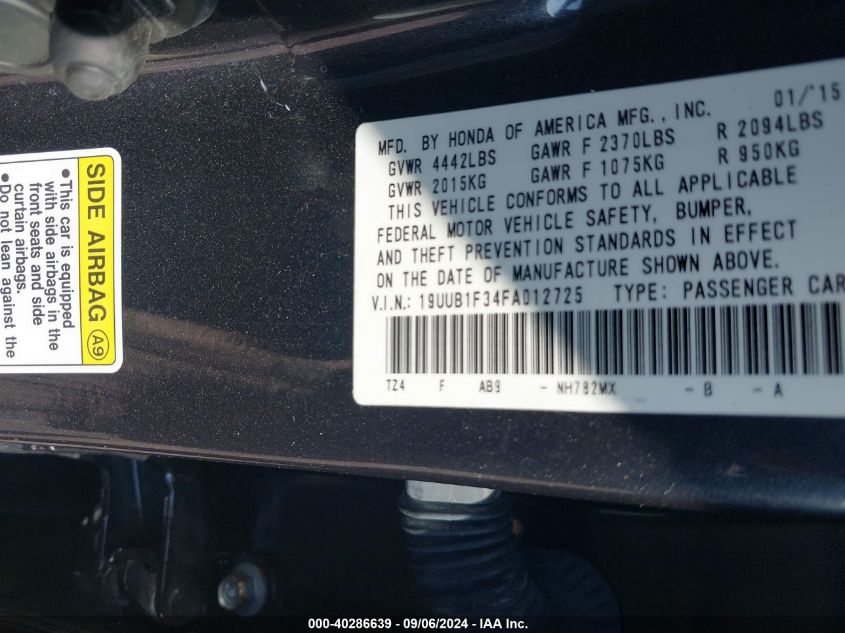 SIDE AIRBAG A9
●This car is equipped
with side airbags in the
front seats and side
curtain airbags.
●Do not lean against the
MFD. BY HONDA OF AMERICA MFG., INC. 01/'15
GVWR 4442LBS GAWR F 2370LBS R 2094LBS
GVWR 2015KG GAWR F 1075KG R 950KG
THIS VEHICLE CONFORMS TO ALL APPLICABLE
FEDERAL MOTOR VEHICLE SAFETY, BUMPER,
AND THEFT PREVENTION STANDARDS IN EFFECT
ON THE DATE OF MANUFACTURE SHOWN ABOVE.
V.I.N.: 19UUB1F34FA012725 TYPE: PASSENGER CAR
TZ4 F AB9 - NH782MX - B - A
000-40286639 - 09/06/2024 - IAA Inc.